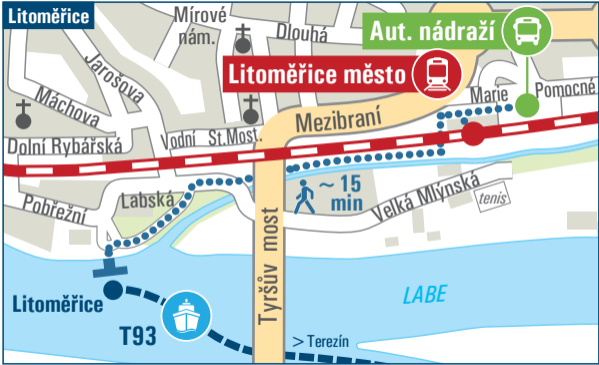 Litoměřice
Mírové
nám.
Dlouhá
Aut. nádraží
Jarošova
Litoměřice město
Máchova
Marie
Pomocné
Mezibraní
Vodní
St.Most.
Dolní Rybářská
Labská
Pobřežní
~ 15
min
Velká Mlýnská
tenis
Tyršův most
Litoměřice
LABE
T93
> Terezín